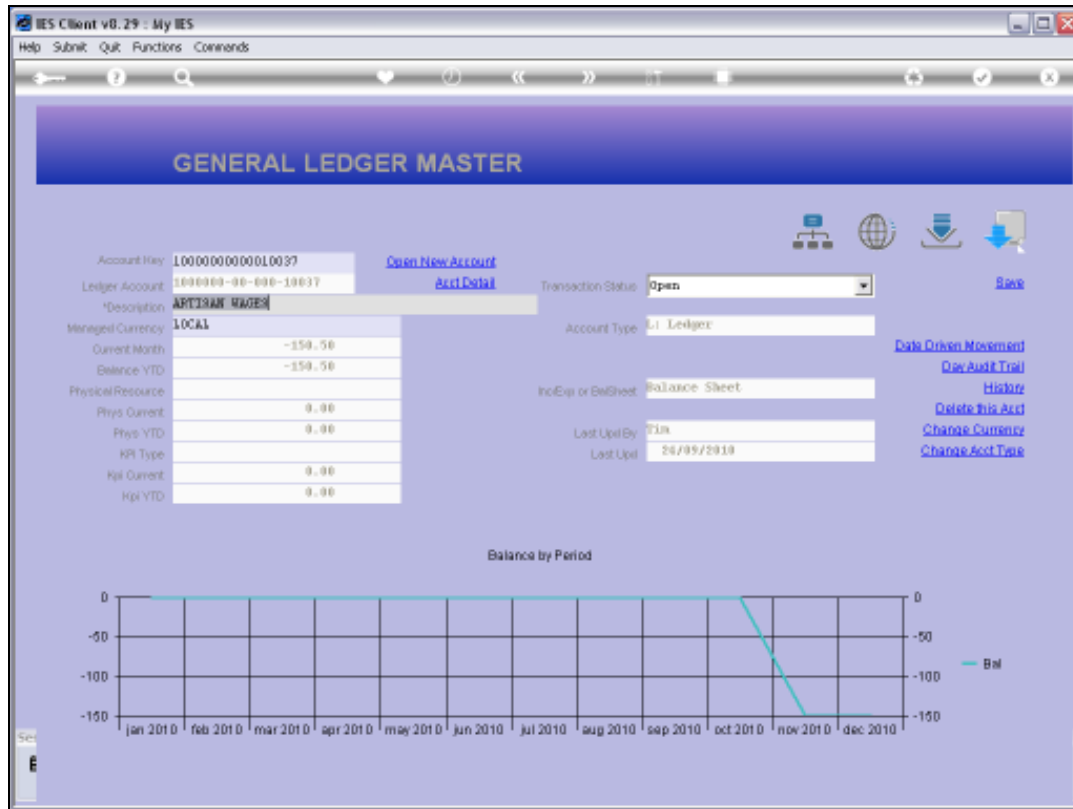 IES Client v8.29 : My IES
Help Submit Quit Functions Commands
GENERAL LEDGER MASTER
Account Key 10000000000010037 Open New Account
Ledger Account 1000000-00-000-10037 Acct Detail Transaction Status Open Save
*Description ARTISAN WAGES
Managed Currency LOCAL Account Type L: Ledger
Current Month -150.50 Date Driven Movement
Balance YTD -150.50 Day Audit Trail
Physical Resource Inc/Exp or BalSheet Balance Sheet History
Phys Current 0.00 Delete this Acct
Phys YTD 0.00 Last Upd By Tim Change Currency
KPI Type Last Upd 26/09/2010 Change Acct Type
Kpi Current 0.00
Kpi YTD 0.00
Balance by Period
0 0
-50 -50
-100 -100
-150 -150
Bal
jan 2010 feb 2010 mar 2010 apr 2010 may 2010 jun 2010 jul 2010 aug 2010 sep 2010 oct 2010 nov 2010 dec 2010